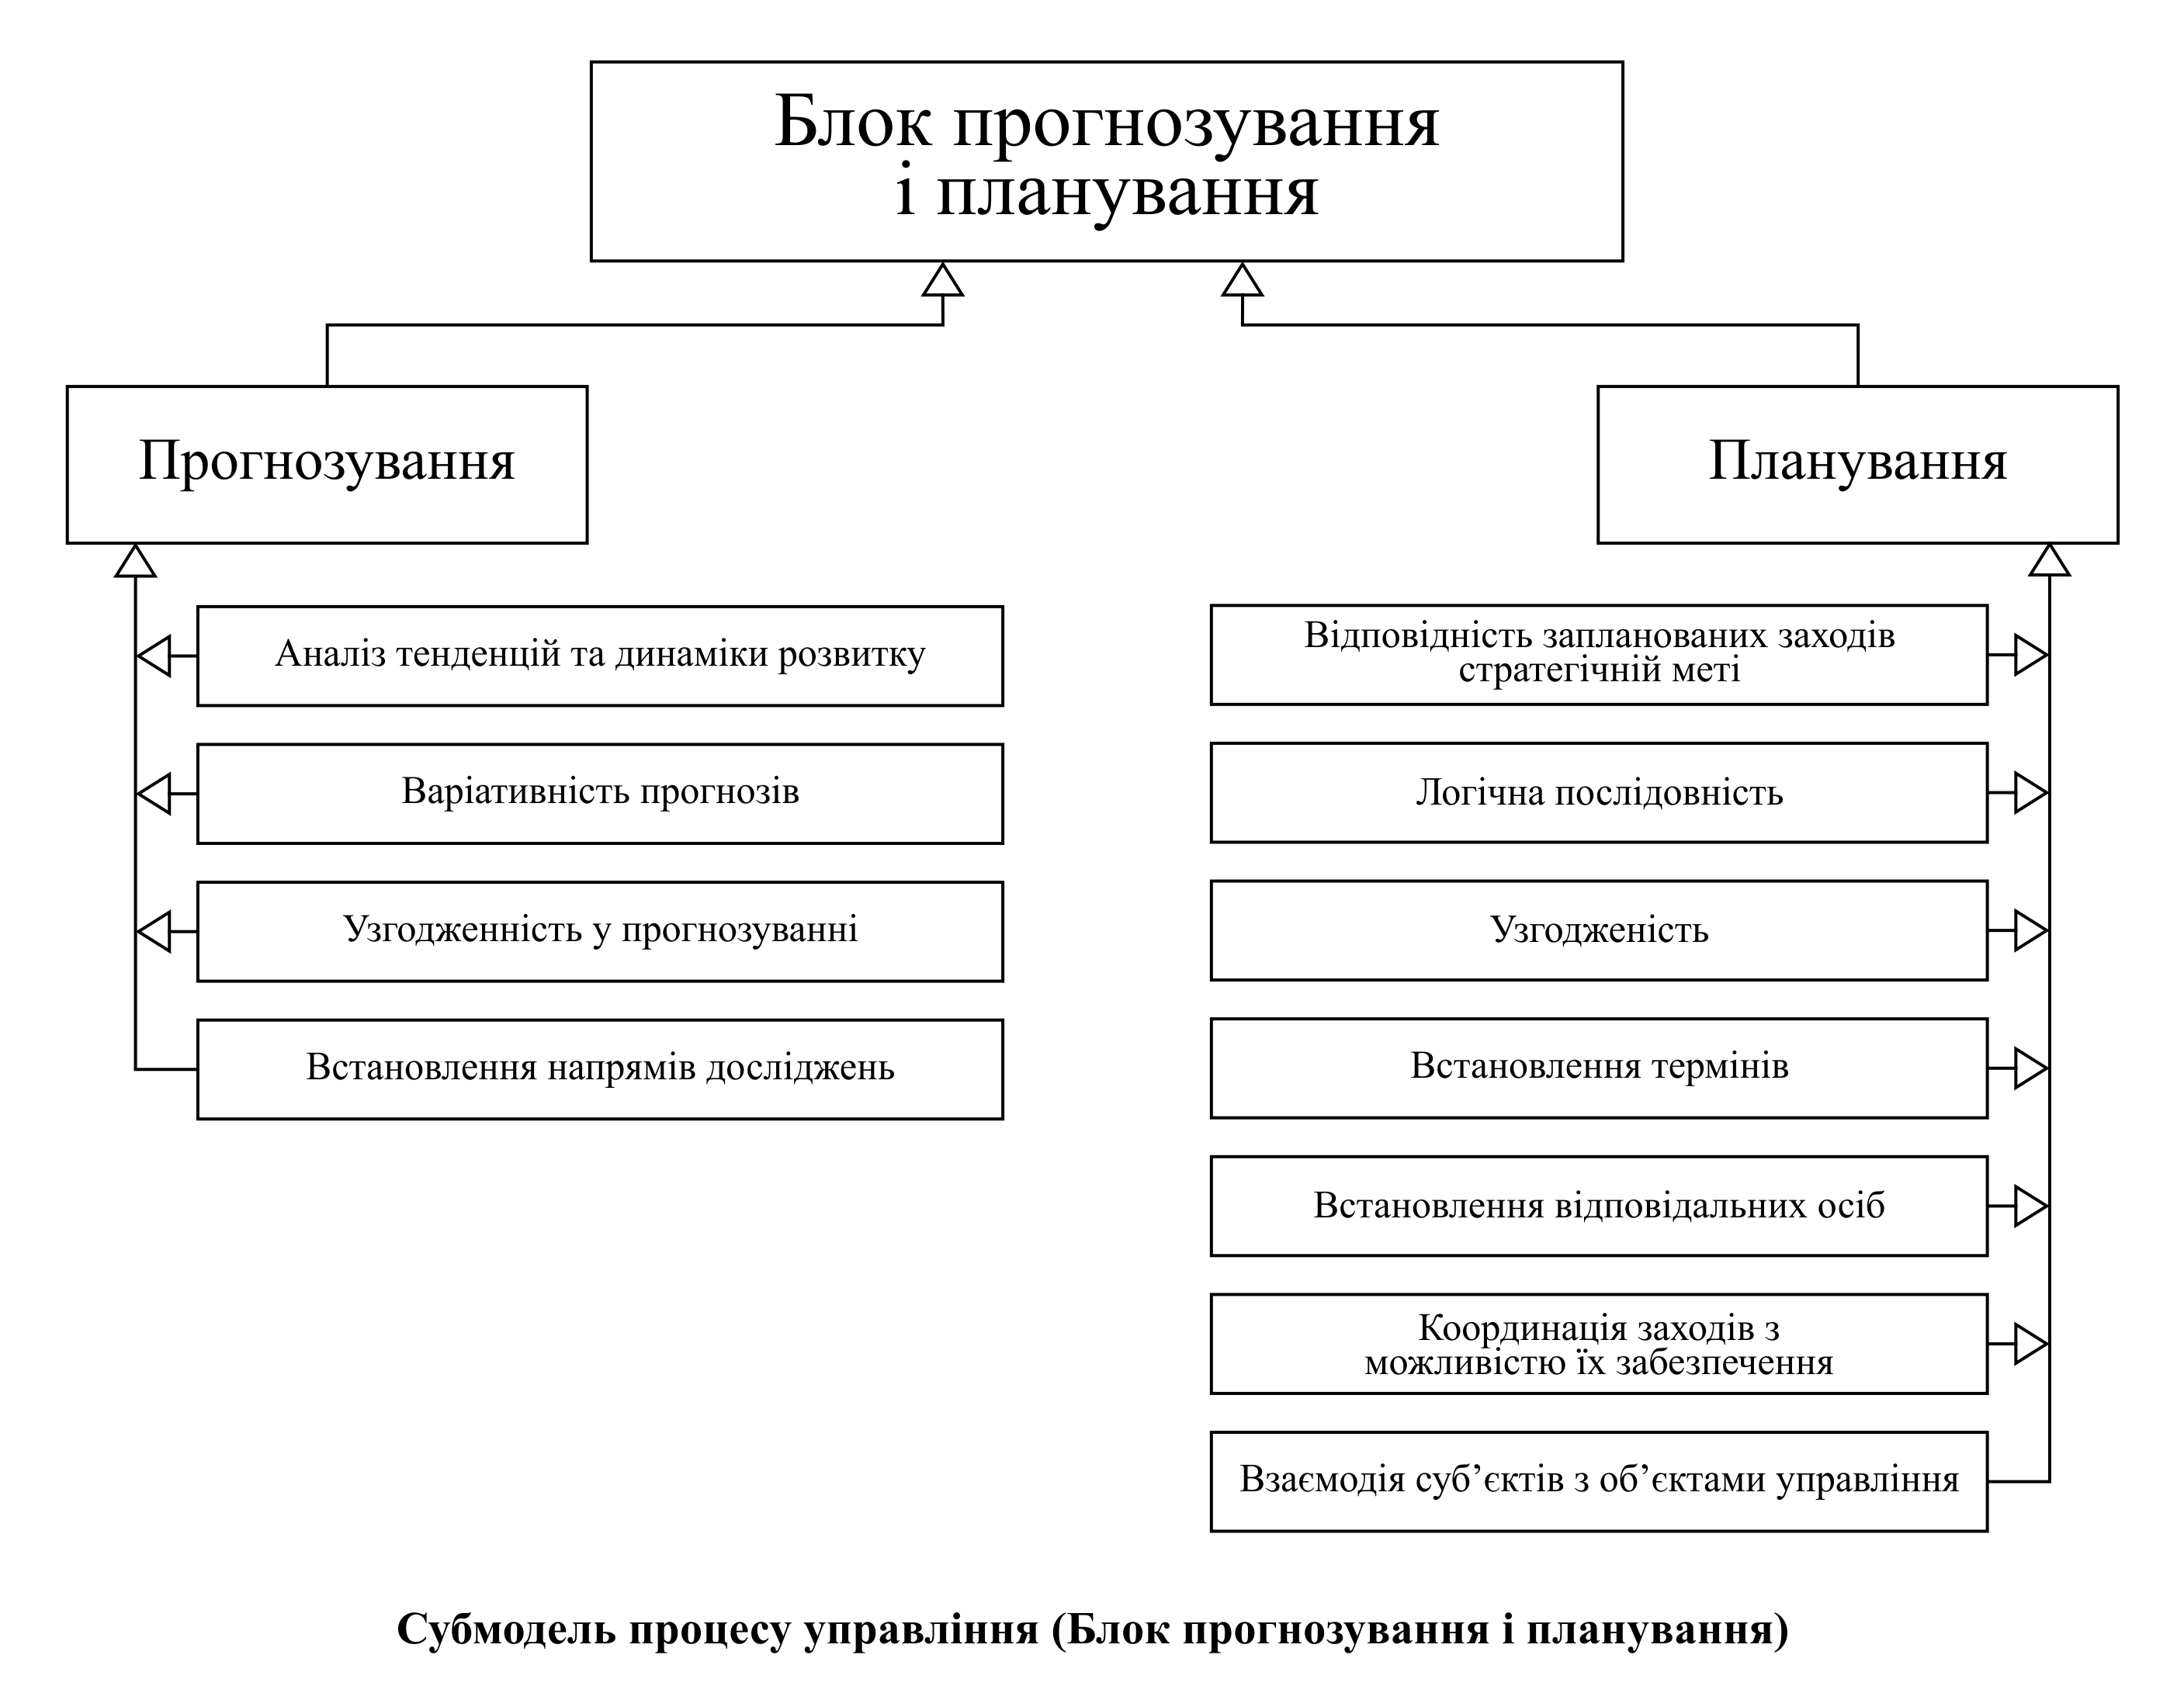 Блок прогнозування
і планування
Прогнозування
Планування
Аналіз тенденцій та динаміки розвитку
Варіативність прогнозів
Узгодженність у прогнозуванні
Встановлення напрямів досліджень
Відповідність запланованих заходів
стратегічній меті
Логічна послідовність
Узгодженість
Встановлення термінів
Встановлення відповідальних осіб
Координація заходів з
можливістю їх забезпечення
Взаємодія суб’єктів з об’єктами управління
Субмодель процесу управління (Блок прогнозування і планування)